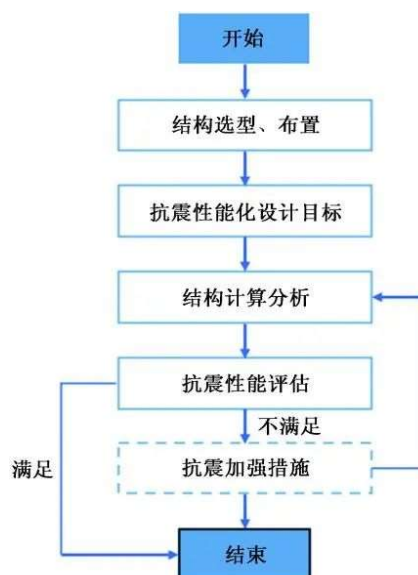 开始
结构选型、布置
抗震性能化设计目标
结构计算分析
抗震性能评估
不满足
满足
抗震加强措施
结束